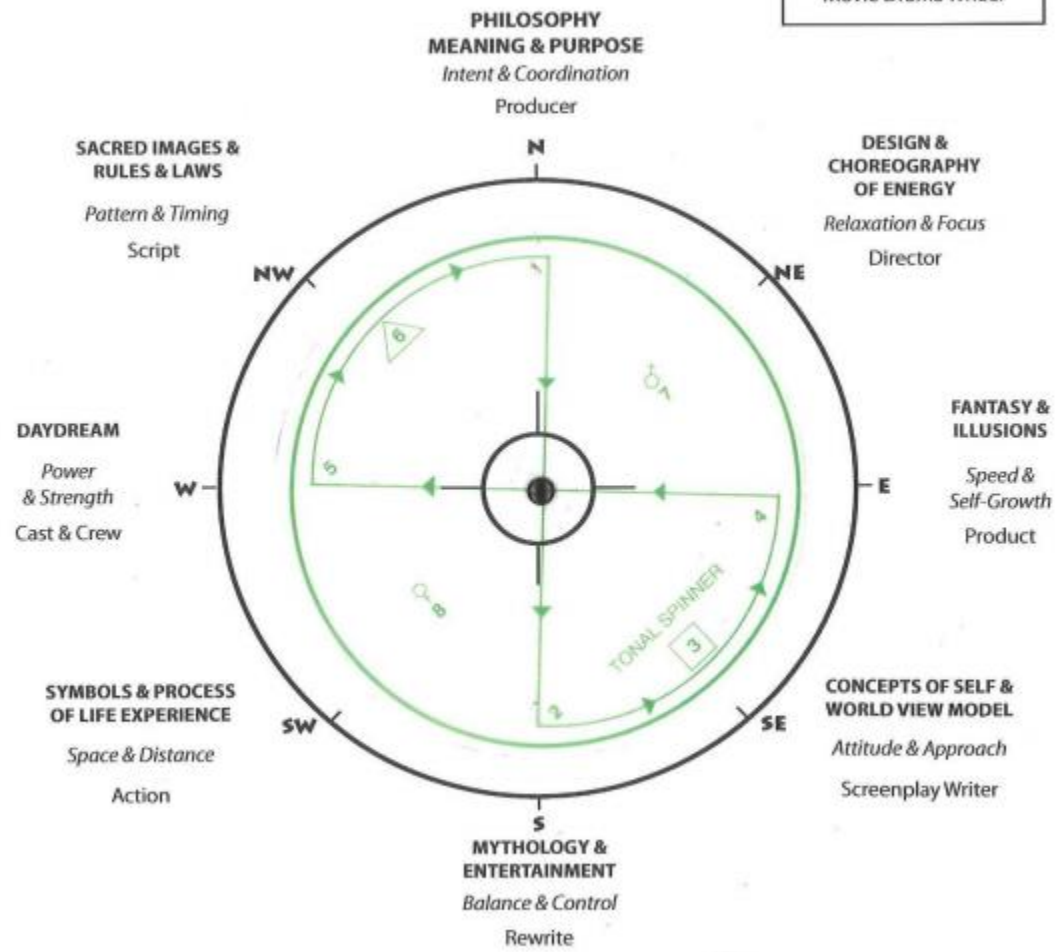 PHILOSOPHY
MEANING & PURPOSE
Intent & Coordination
Producer
SACRED IMAGES &
RULES & LAWS
Pattern & Timing
Script
DESIGN &
CHOREOGRAPHY
OF ENERGY
Relaxation & Focus
Director
N
NW
NE
1
6
7
DAYDREAM
Power
& Strength
Cast & Crew
W
5
E
4
FANTASY &
ILLUSIONS
Speed &
Self-Growth
Product
8
TONAL SPINNER
3
2
SYMBOLS & PROCESS
OF LIFE EXPERIENCE
Space & Distance
Action
SW
SE
CONCEPTS OF SELF &
WORLD VIEW MODEL
Attitude & Approach
Screenplay Writer
S
MYTHOLOGY &
ENTERTAINMENT
Balance & Control
Rewrite